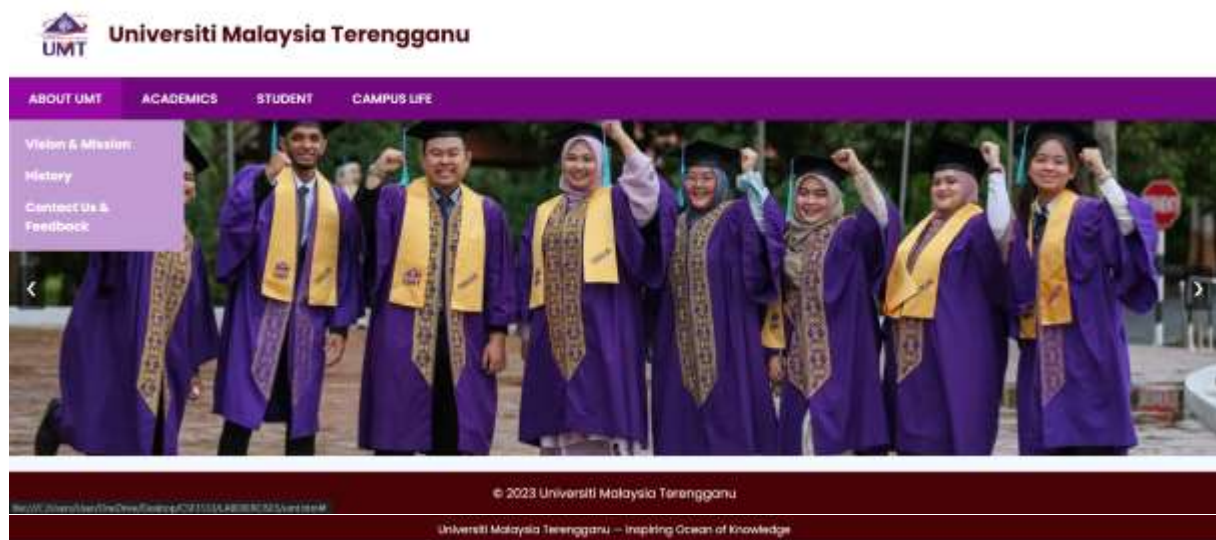 UMT
Universiti Malaysia Terengganu
ABOUT UMT ACADEMICS STUDENT CAMPUS LIFE
Vision & Mission
History
Contact Us &
Feedback
UMT
© 2023 Universiti Malaysia Terengganu
Universiti Malaysia Terengganu — Inspiring Ocean of Knowledge